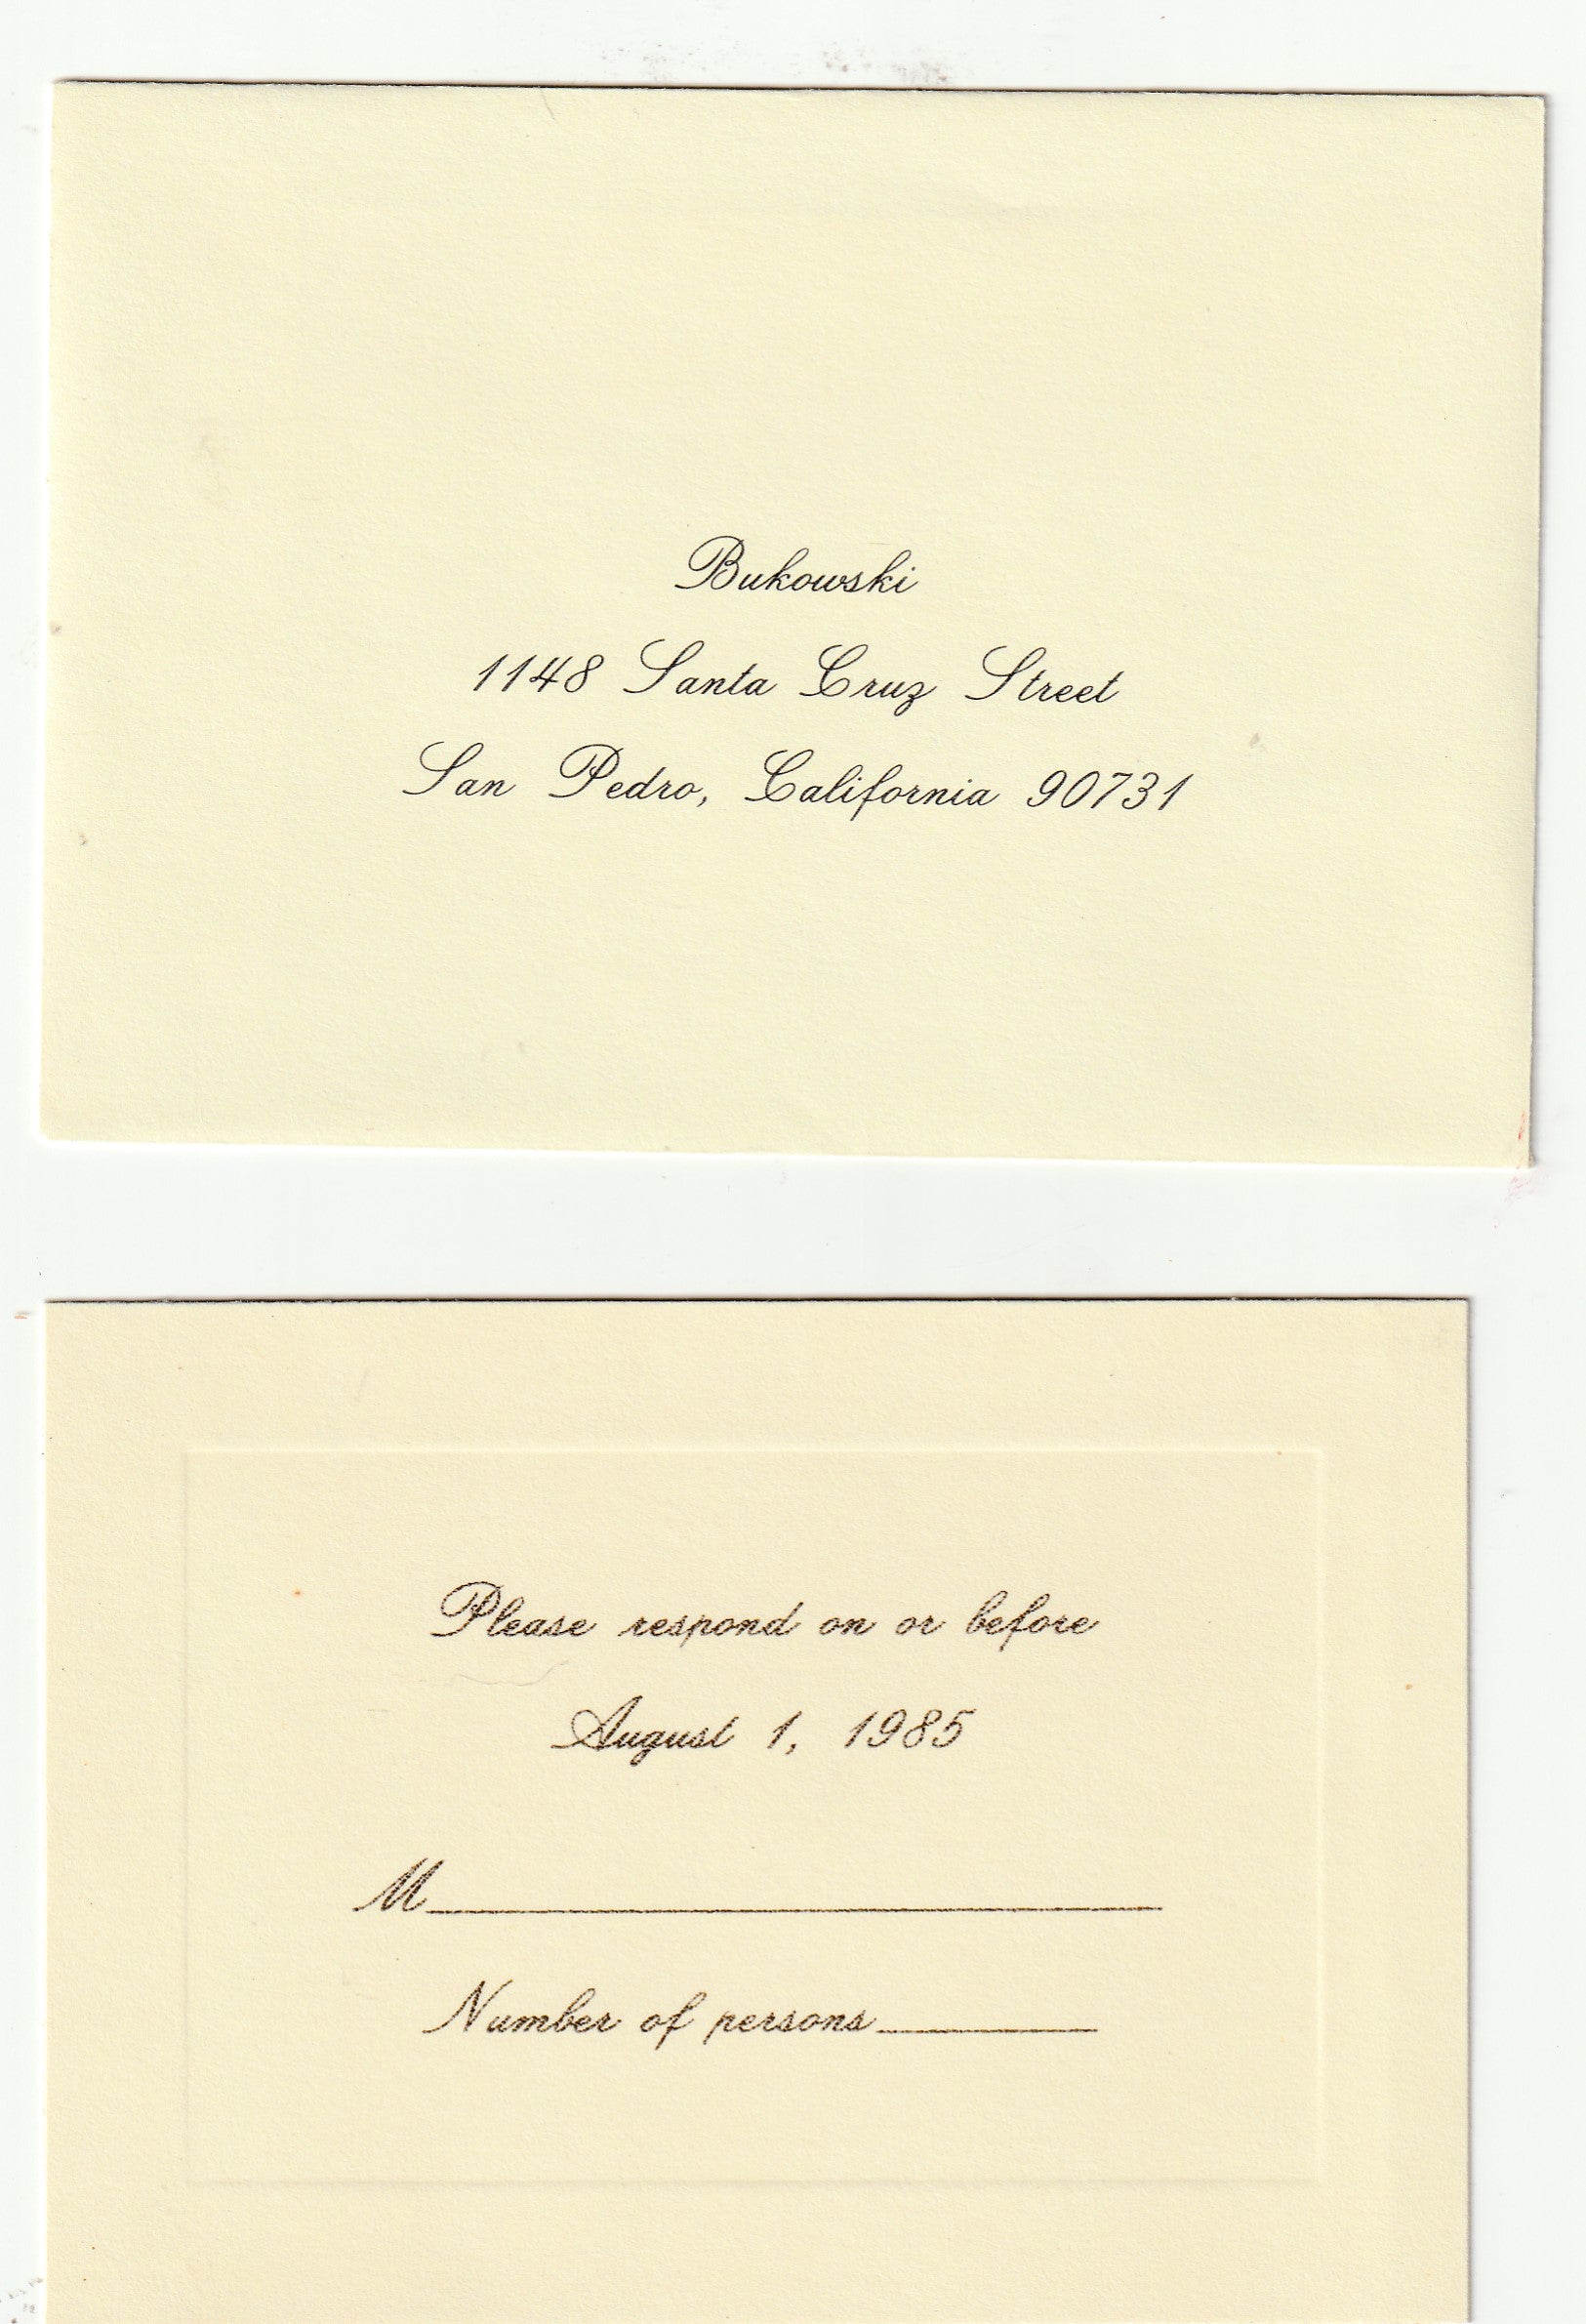 Bukowski
1148 Santa Cruz Street
San Pedro, California 90731
Please respond on or before
August 1, 1985
M
Number of persons